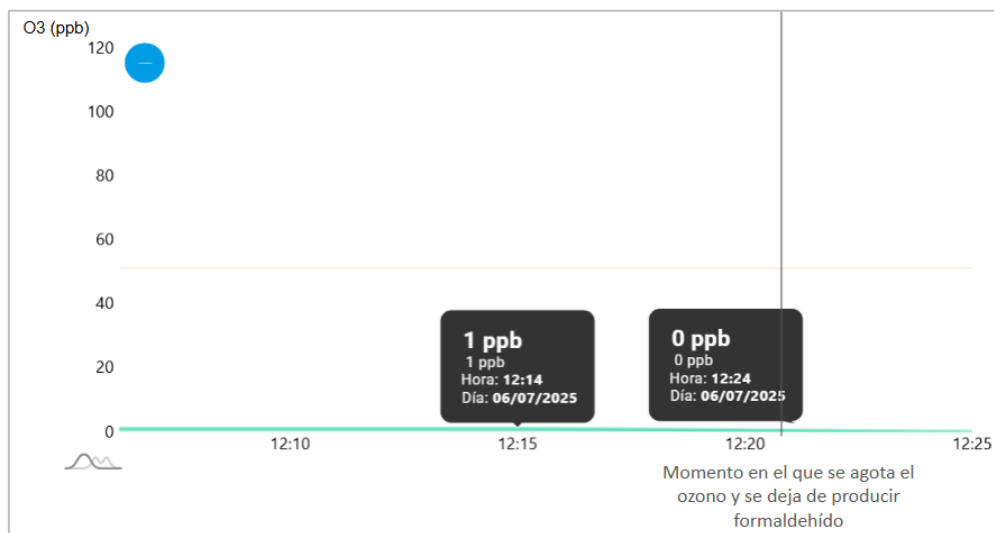 O3 (ppb)
120
100
80
60
40
20
0
1 ppb
1 ppb
Hora: 12:14
Día: 06/07/2025
0 ppb
0 ppb
Hora: 12:24
Día: 06/07/2025
12:10
12:15
12:20
12:25
Momento en el que se agota el
ozono y se deja de producir
formaldehído